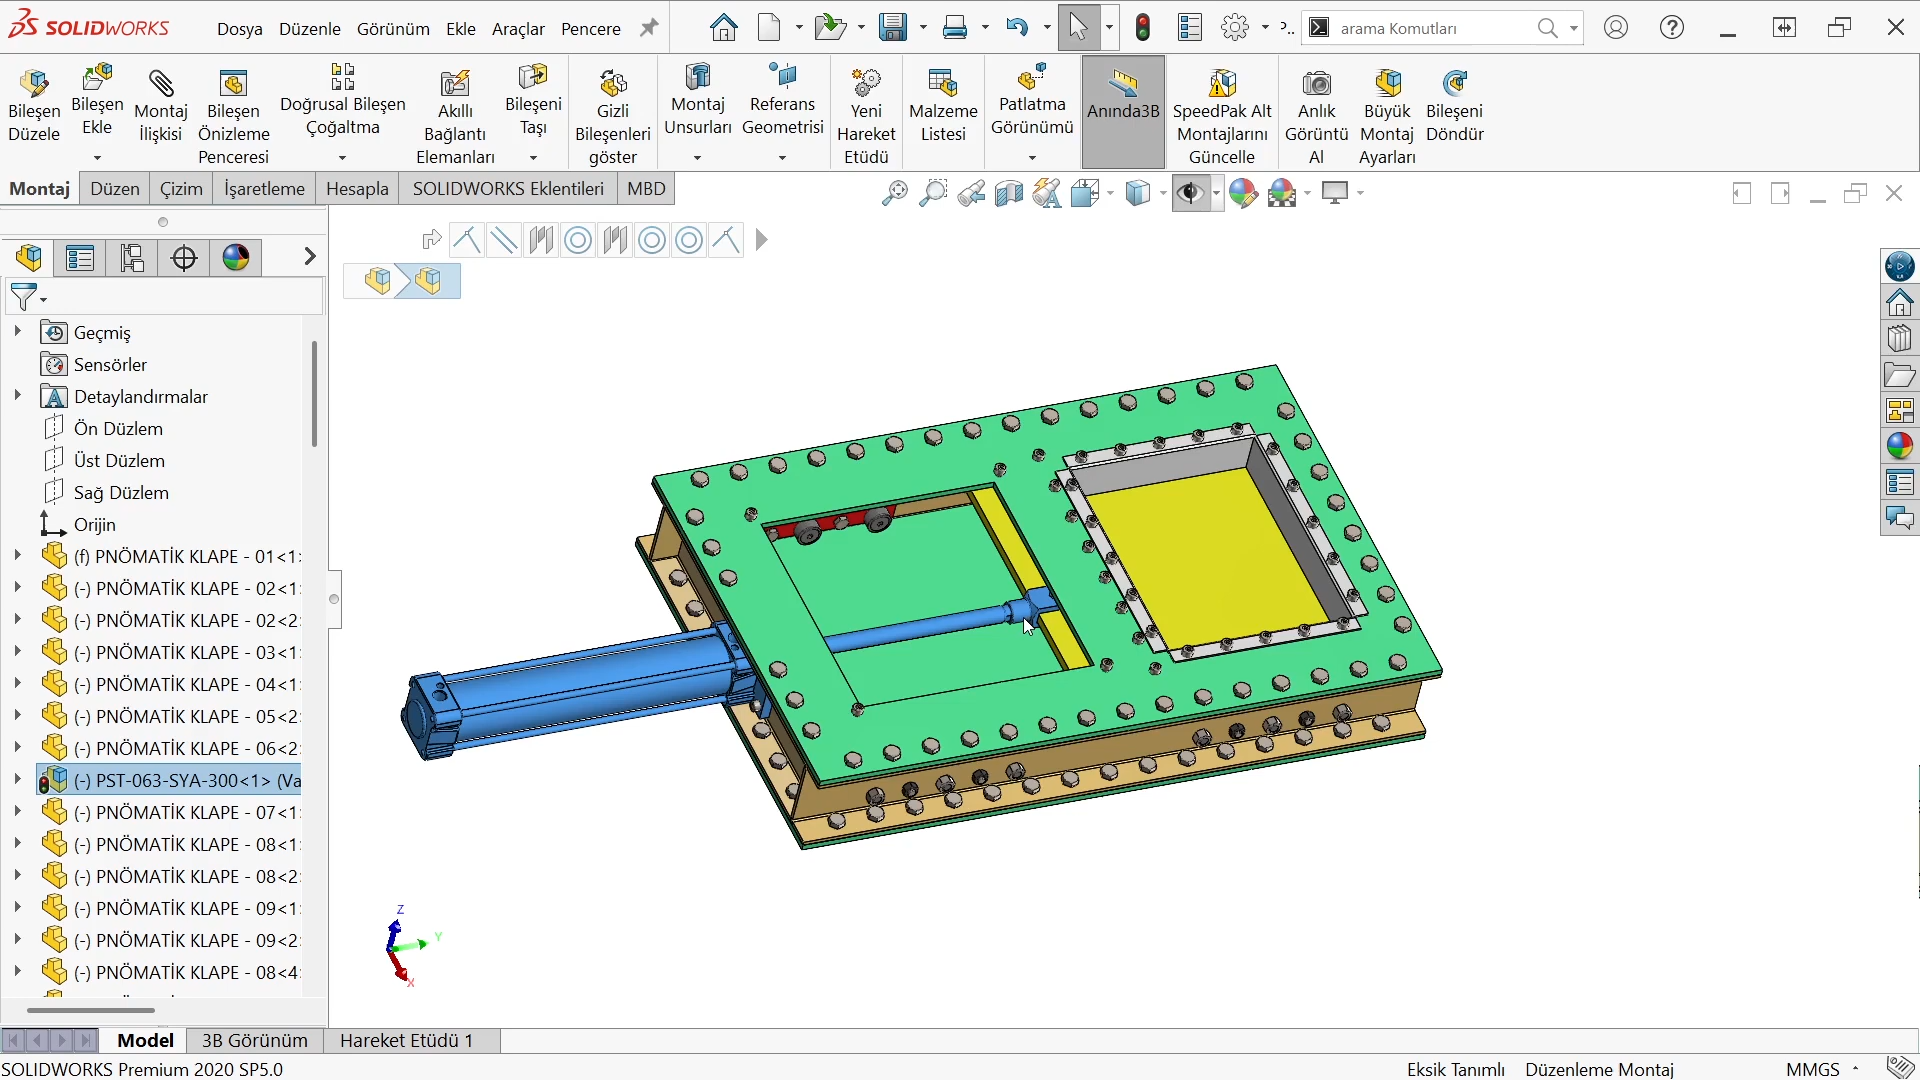 SOLIDWORKS
Dosya Düzenle Görünüm Ekle Araçlar Pencere
?..
arama Komutları
Bileşen Düzele
Bileşen Ekle
Montaj İlişkisi
Bileşen Önizleme Penceresi
Doğrusal Bileşen Çoğaltma
Akıllı Bağlantı Elemanları
Bileşeni Taşı
Gizli Bileşenleri göster
Montaj Unsurları
Referans Geometrisi
Yeni Hareket Etüdü
Malzeme Listesi
Patlatma Görünümü
Anında3B
SpeedPak Alt Montajlarını Güncelle
Anlık Görüntü Al
Büyük Montaj Ayarları
Bileşeni Döndür
Montaj Düzen Çizim İşaretleme Hesapla SOLIDWORKS Eklentileri MBD
Geçmiş
Sensörler
Detaylandırmalar
Ön Düzlem
Üst Düzlem
Sağ Düzlem
Orijin
(f) PNÖMATİK KLAPE - 01<1>
(-) PNÖMATİK KLAPE - 02<1>
(-) PNÖMATİK KLAPE - 02<2>
(-) PNÖMATİK KLAPE - 03<1>
(-) PNÖMATİK KLAPE - 04<1>
(-) PNÖMATİK KLAPE - 05<2>
(-) PNÖMATİK KLAPE - 06<2>
(-) PST-063-SYA-300<1> (Va
(-) PNÖMATİK KLAPE - 07<1>
(-) PNÖMATİK KLAPE - 08<1>
(-) PNÖMATİK KLAPE - 08<2>
(-) PNÖMATİK KLAPE - 09<1>
(-) PNÖMATİK KLAPE - 09<2>
(-) PNÖMATİK KLAPE - 08<4>
Z
Y
X
Model 3B Görünüm Hareket Etüdü 1
SOLIDWORKS Premium 2020 SP5.0
Eksik Tanımlı Düzenleme Montaj MMGS